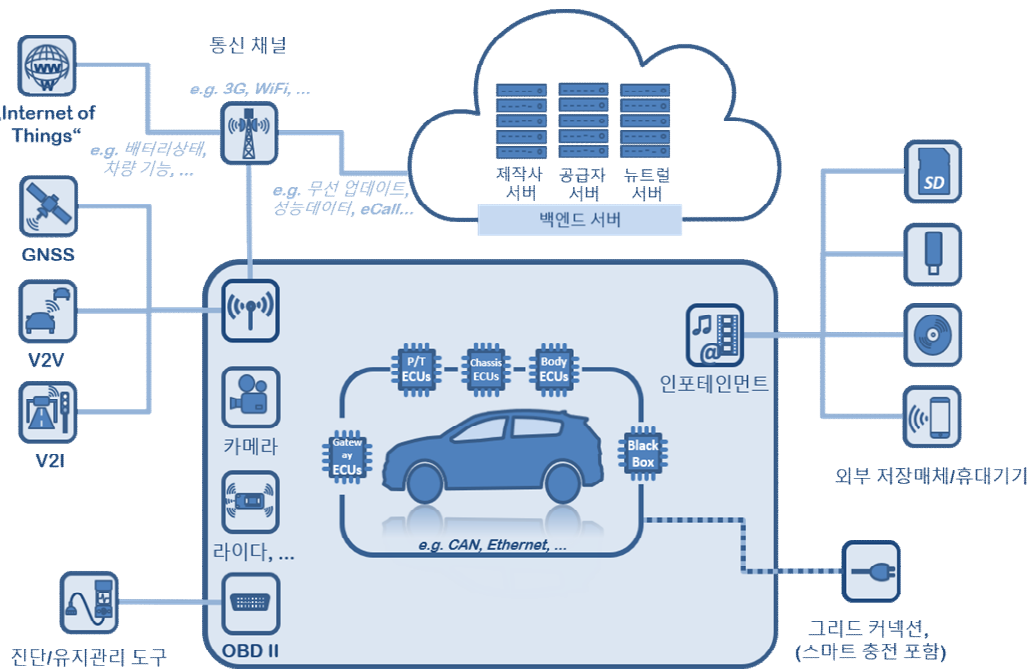 통신 채널
e.g. 3G, WiFi, ...
WWW
„Internet of
Things“
e.g. 배터리상태,
차량 기능, ...
e.g. 무선 업데이트,
성능데이터, eCall...
제작사
서버
공급자
서버
뉴트럴
서버
백엔드 서버
GNSS
V2V
V2I
카메라
라이다, ...
OBD II
진단/유지관리 도구
P/T
ECUs
Chassis
ECUs
Body
ECUs
Gatew
ay
ECUs
Black
Box
e.g. CAN, Ethernet, ...
@
인포테인먼트
SD
외부 저장매체/휴대기기
그리드 커넥션,
(스마트 충전 포함)